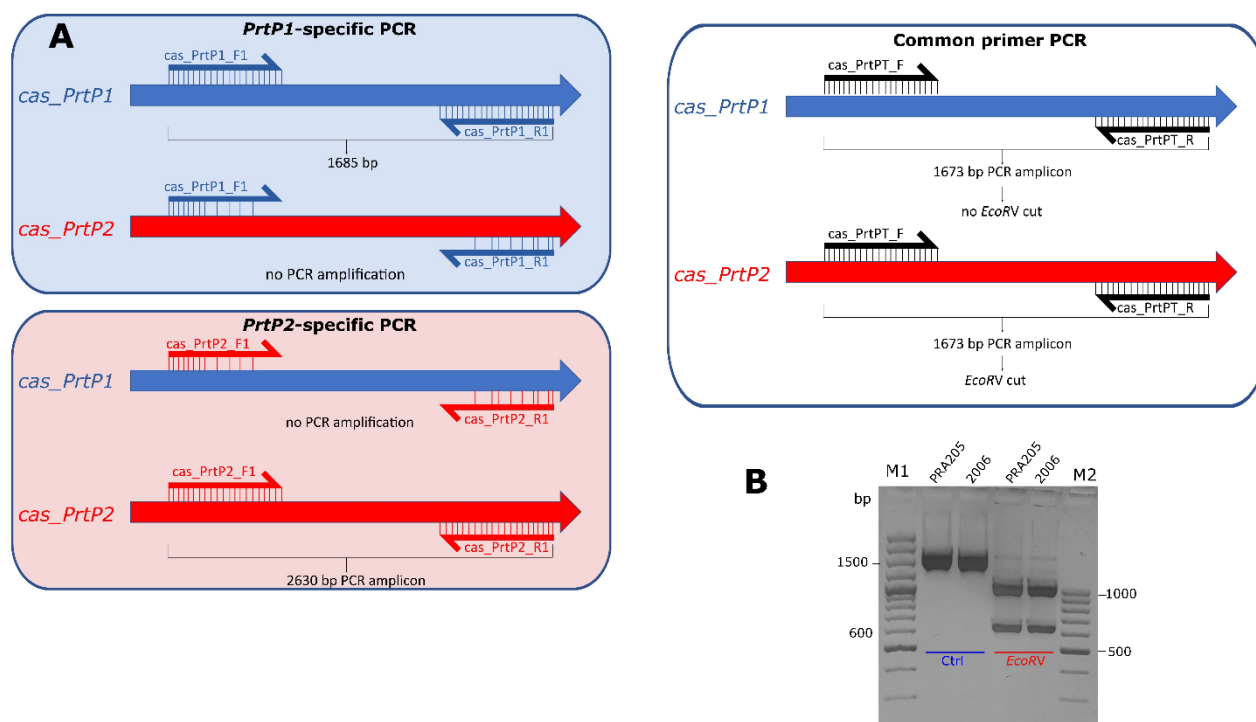 A
PrtP1-specific PCR
cas_PrtP1_F1
cas_PrtP1
cas_PrtP1_R1
1685 bp
cas_PrtP1_F1
cas_PrtP2
cas_PrtP1_R1
no PCR amplification
PrtP2-specific PCR
cas_PrtP2_F1
cas_PrtP1
no PCR amplification
cas_PrtP2_R1
cas_PrtP2_F1
cas_PrtP2
cas_PrtP2_R1
2630 bp PCR amplicon
Common primer PCR
cas_PrtPT_F
cas_PrtP1
cas_PrtPT_R
1673 bp PCR amplicon
no EcoRV cut
cas_PrtPT_F
cas_PrtP2
cas_PrtPT_R
1673 bp PCR amplicon
EcoRV cut
B
M1 PRA205 2006 PRA205 2006 M2
bp
1500
1000
600
500
Ctrl EcoRV